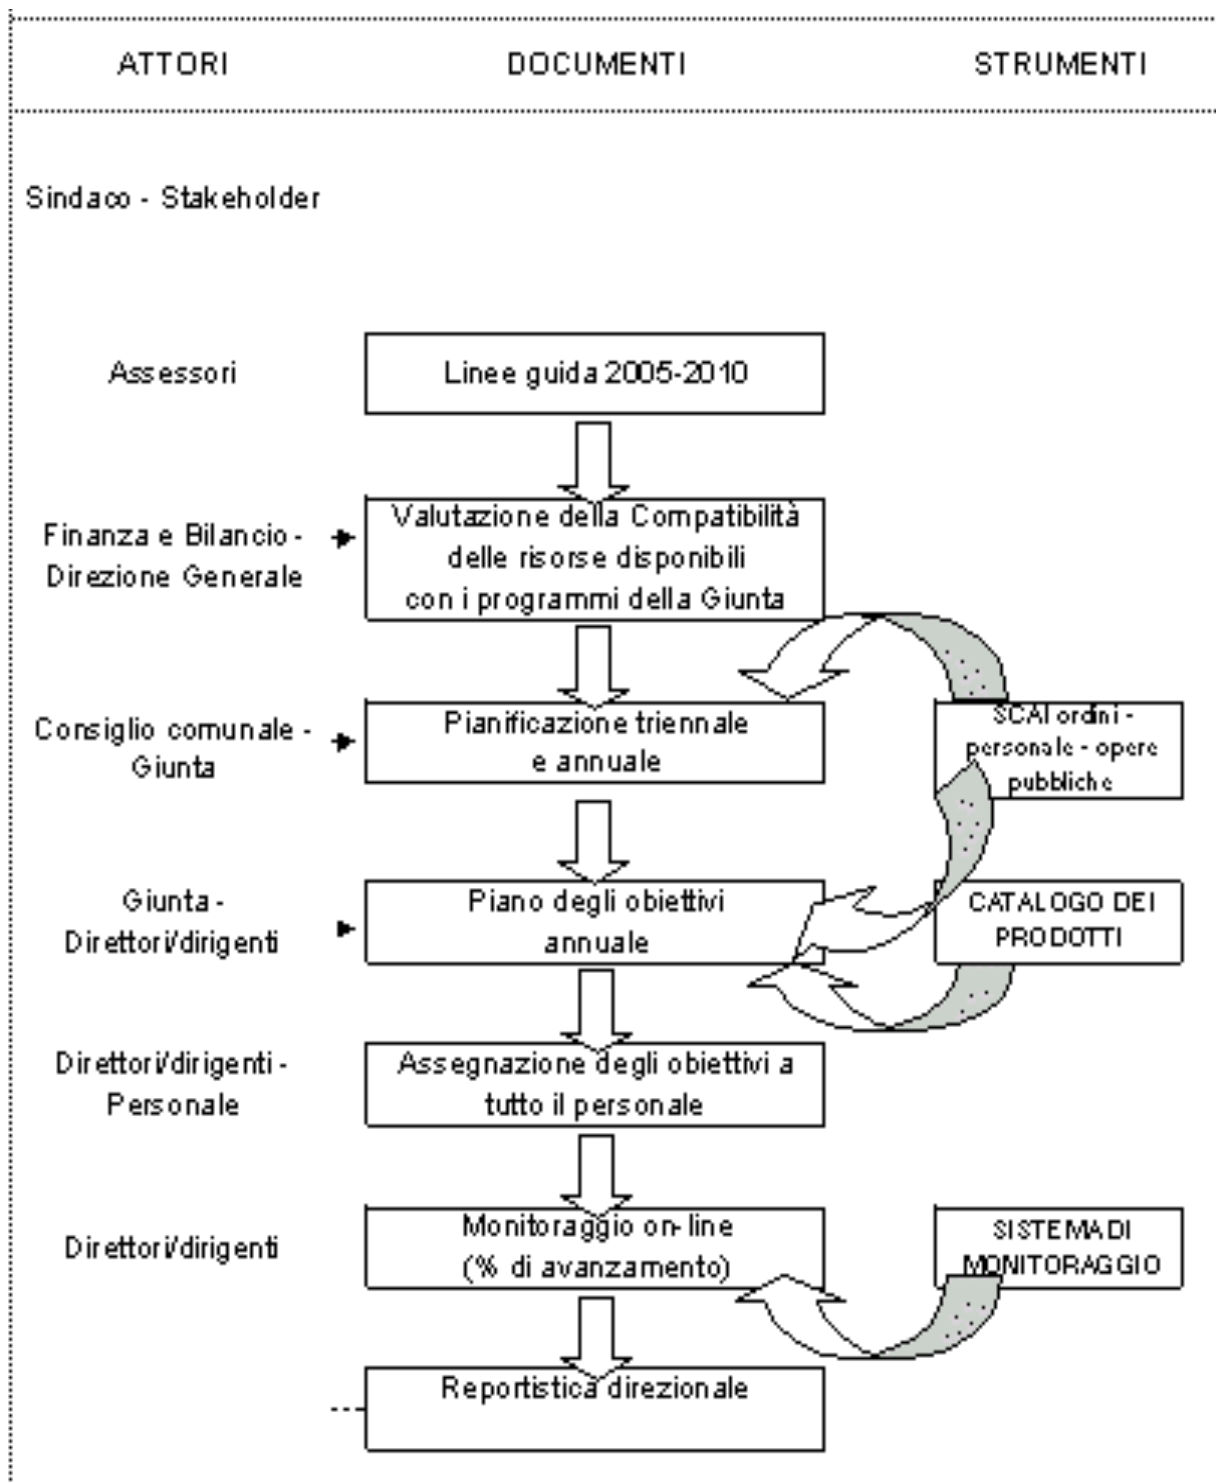 ATTORI DOCUMENTI STRUMENTI
Sindaco - Stakeholder
Assessori
Linee guida 2005-2010
Finanza e Bilancio -
Direzione Generale
Valutazione della Compatibilità
delle risorse disponibili
con i programmi della Giunta
Consiglio comunale -
Giunta
Pianificazione triennale
e annuale
SCAI ordini -
personale - opere
pubbliche
Giunta -
Direttori/dirigenti
Piano degli obiettivi
annuale
CATALOGO DEI
PRODOTTI
Direttori/dirigenti -
Personale
Assegnazione degli obiettivi a
tutto il personale
Direttori/dirigenti
Monitoraggio on-line
(% di avanzamento)
SISTEMA DI
MONITORAGGIO
Reportistica direzionale